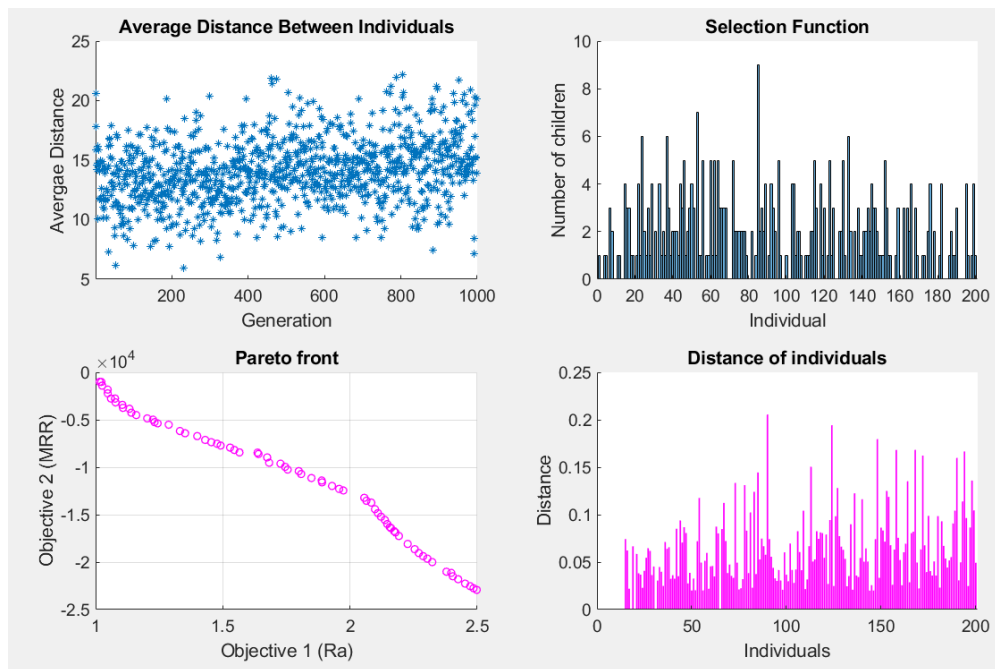 Average Distance Between Individuals
25
20
15
10
5
Avergae Distance
200 400 600 800 1000
Generation
Selection Function
10
8
6
4
2
0
Number of children
0 20 40 60 80 100 120 140 160 180 200
Individual
Pareto front
×10^4
0
-0.5
-1
-1.5
-2
-2.5
Objective 2 (MRR)
1 1.5 2 2.5
Objective 1 (Ra)
Distance of individuals
0.25
0.2
0.15
0.1
0.05
0
Distance
0 50 100 150 200
Individuals